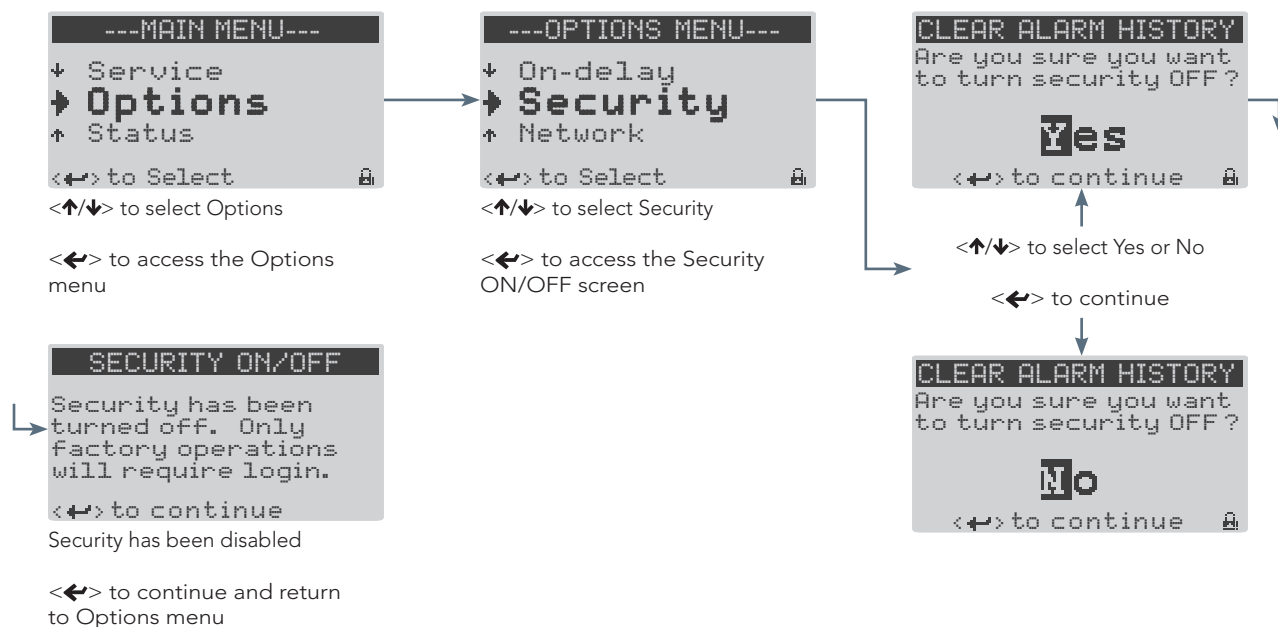 ---MAIN MENU---
↓ Service
→ Options
↑ Status
<↵> to Select
<↑/↓> to select Options
<↵> to access the Options
menu
---OPTIONS MENU---
↓ On-delay
→ Security
↑ Network
<↵> to Select
<↑/↓> to select Security
<↵> to access the Security
ON/OFF screen
CLEAR ALARM HISTORY
Are you sure you want
to turn security OFF?
Yes
<↵> to continue
<↑/↓> to select Yes or No
<↵> to continue
CLEAR ALARM HISTORY
Are you sure you want
to turn security OFF?
No
<↵> to continue
SECURITY ON/OFF
Security has been
turned off. Only
factory operations
will require login.
<↵> to continue
Security has been disabled
<↵> to continue and return
to Options menu